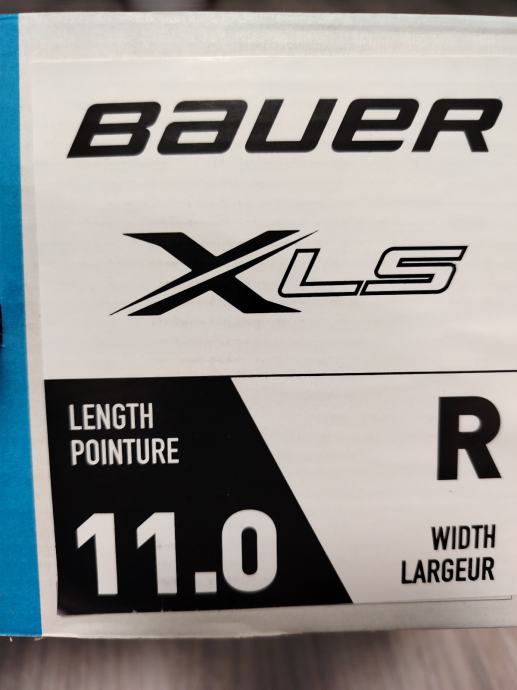 BAUER
XLS
LENGTH
POINTURE
11.0
R
WIDTH
LARGEUR